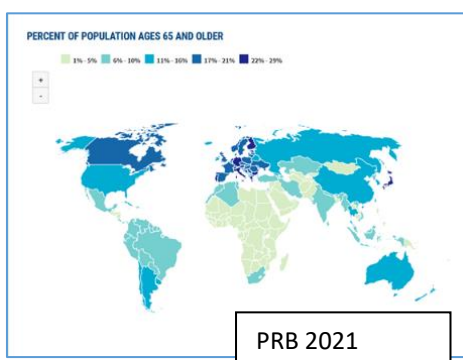 PERCENT OF POPULATION AGES 65 AND OLDER
1% - 5% 6% - 10% 11% - 16% 17% - 21% 22% - 29%
+
-
PRB 2021